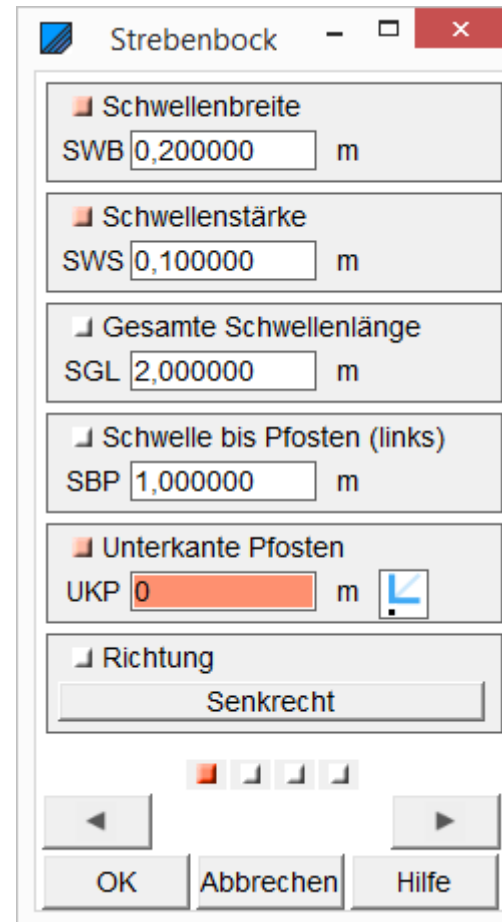 Strebenbock
Schwellenbreite
SWB 0,200000 m
Schwellenstärke
SWS 0,100000 m
Gesamte Schwellenlänge
SGL 2,000000 m
Schwelle bis Pfosten (links)
SBP 1,000000 m
Unterkante Pfosten
UKP 0 m
Richtung
Senkrecht
OK Abbrechen Hilfe